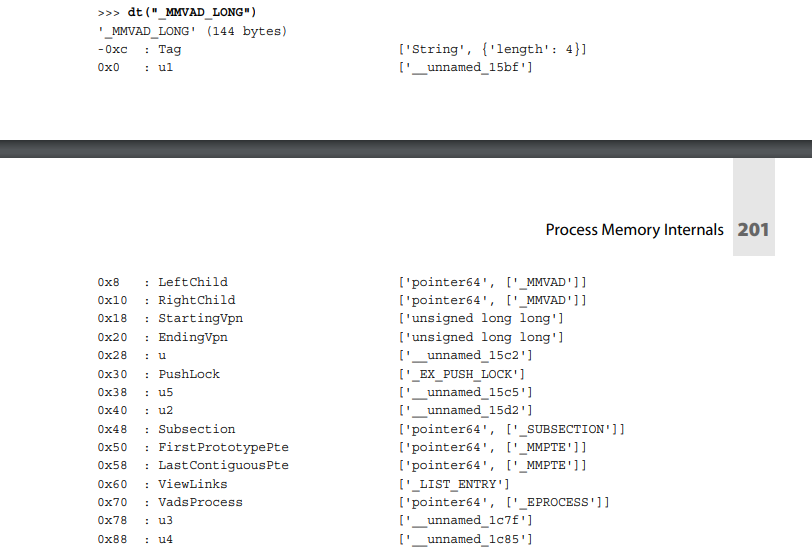 >>> dt("_MMVAD_LONG")
'_MMVAD_LONG' (144 bytes)
-0xc : Tag ['String', {'length': 4}]
0x0 : u1 ['__unnamed_15bf']
Process Memory Internals 201
0x8 : LeftChild ['pointer64', ['_MMVAD']]
0x10 : RightChild ['pointer64', ['_MMVAD']]
0x18 : StartingVpn ['unsigned long long']
0x20 : EndingVpn ['unsigned long long']
0x28 : u ['__unnamed_15c2']
0x30 : PushLock ['_EX_PUSH_LOCK']
0x38 : u5 ['__unnamed_15c5']
0x40 : u2 ['__unnamed_15d2']
0x48 : Subsection ['pointer64', ['_SUBSECTION']]
0x50 : FirstPrototypePte ['pointer64', ['_MMPTE']]
0x58 : LastContiguousPte ['pointer64', ['_MMPTE']]
0x60 : ViewLinks ['_LIST_ENTRY']
0x70 : VadsProcess ['pointer64', ['_EPROCESS']]
0x78 : u3 ['__unnamed_1c7f']
0x88 : u4 ['__unnamed_1c85']